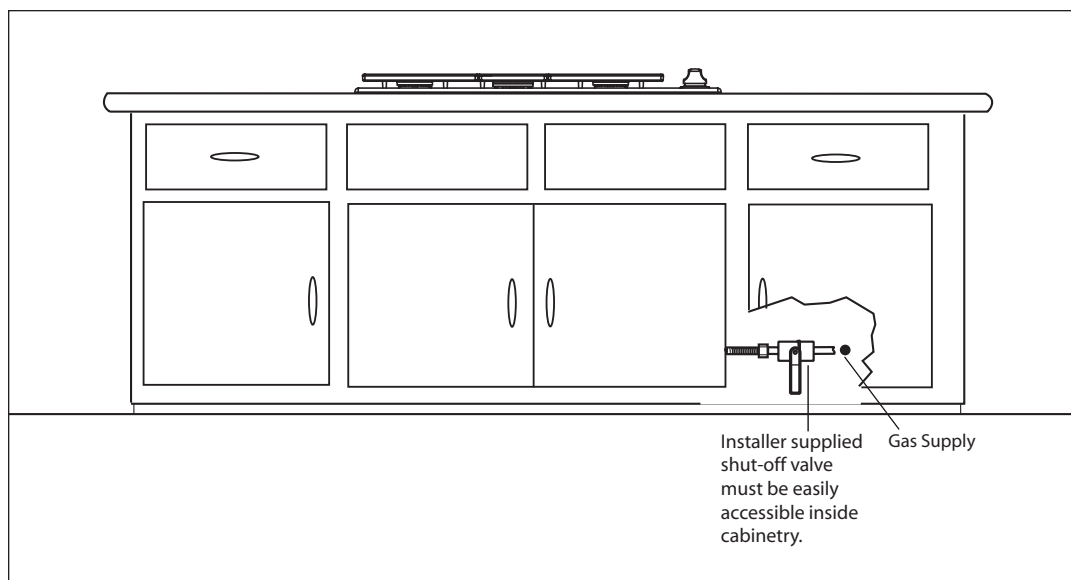 Installer supplied
shut-off valve
must be easily
accessible inside
cabinetry.
Gas Supply